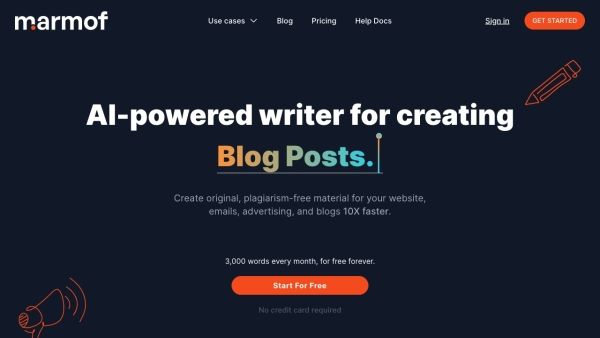 marmof
Use cases
Blog
Pricing
Help Docs
Sign in
GET STARTED
AI-powered writer for creating
Blog Posts.
Create original, plagiarism-free material for your website,
emails, advertising, and blogs 10X faster.
3,000 words every month, for free forever.
Start For Free
No credit card required